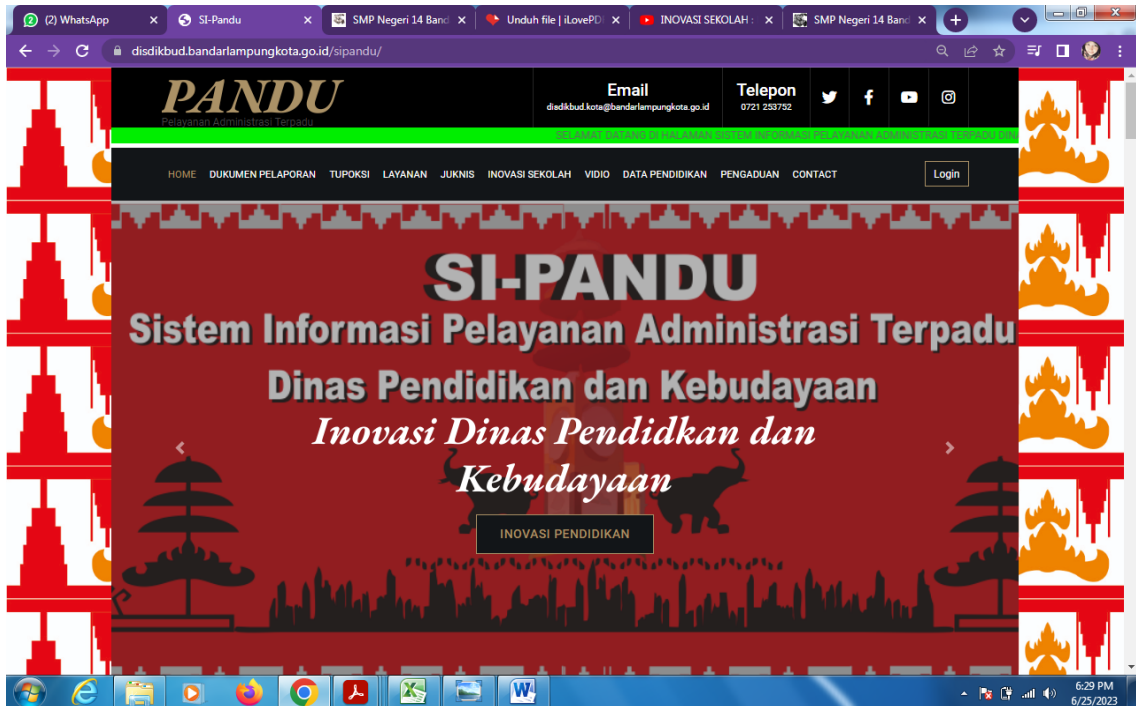 (2) WhatsApp
SI-Pandu
SMP Negeri 14 Band
Unduh file | iLovePD
INOVASI SEKOLAH :
SMP Negeri 14 Band
disdikbud.bandarlampungkota.go.id/sipandu/
PANDU
Pelayanan Administrasi Terpadu
Email
disdikbud.kota@bandarlampungkota.go.id
Telepon
0721 253752
SELAMAT DATANG DI HALAMAN SISTEM INFORMASI PELAYANAN ADMINISTRASI TERPADU DIN
HOME DUKUMEN PELAPORAN TUPOKSI LAYANAN JUKNIS INOVASI SEKOLAH VIDIO DATA PENDIDIKAN PENGADUAN CONTACT Login
SI-PANDU
Sistem Informasi Pelayanan Administrasi Terpadu
Dinas Pendidikan dan Kebudayaan
Inovasi Dinas Pendidkan dan
Kebudayaan
INOVASI PENDIDIKAN
6:29 PM
6/25/2023